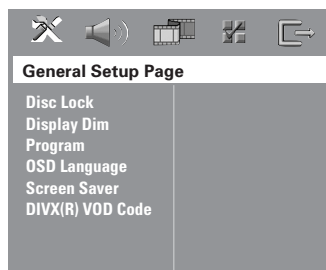 General Setup Page
Disc Lock
Display Dim
Program
OSD Language
Screen Saver
DIVX(R) VOD Code